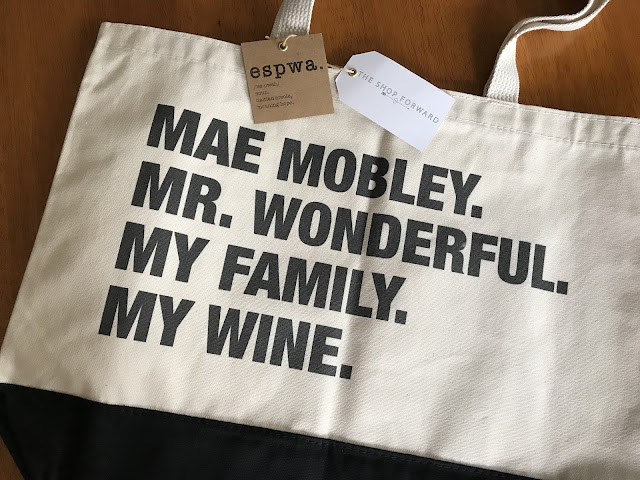 espwa.
THE SHOP FORWARD
MAE MOBLEY.
MR. WONDERFUL.
MY FAMILY.
MY WINE.